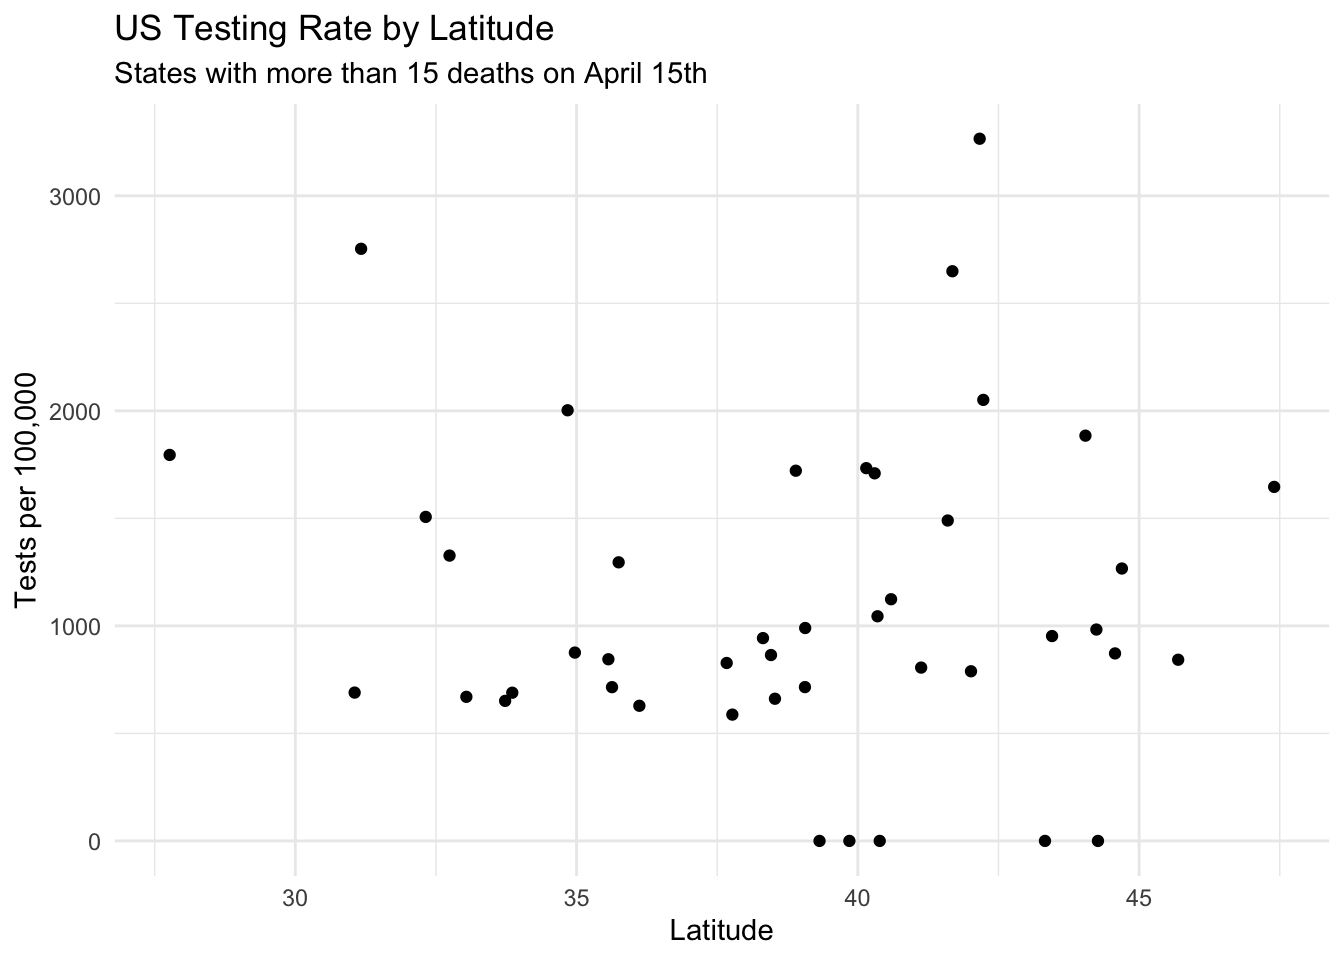 US Testing Rate by Latitude
States with more than 15 deaths on April 15th
3000
2000
1000
0
Tests per 100,000
30 35 40 45
Latitude